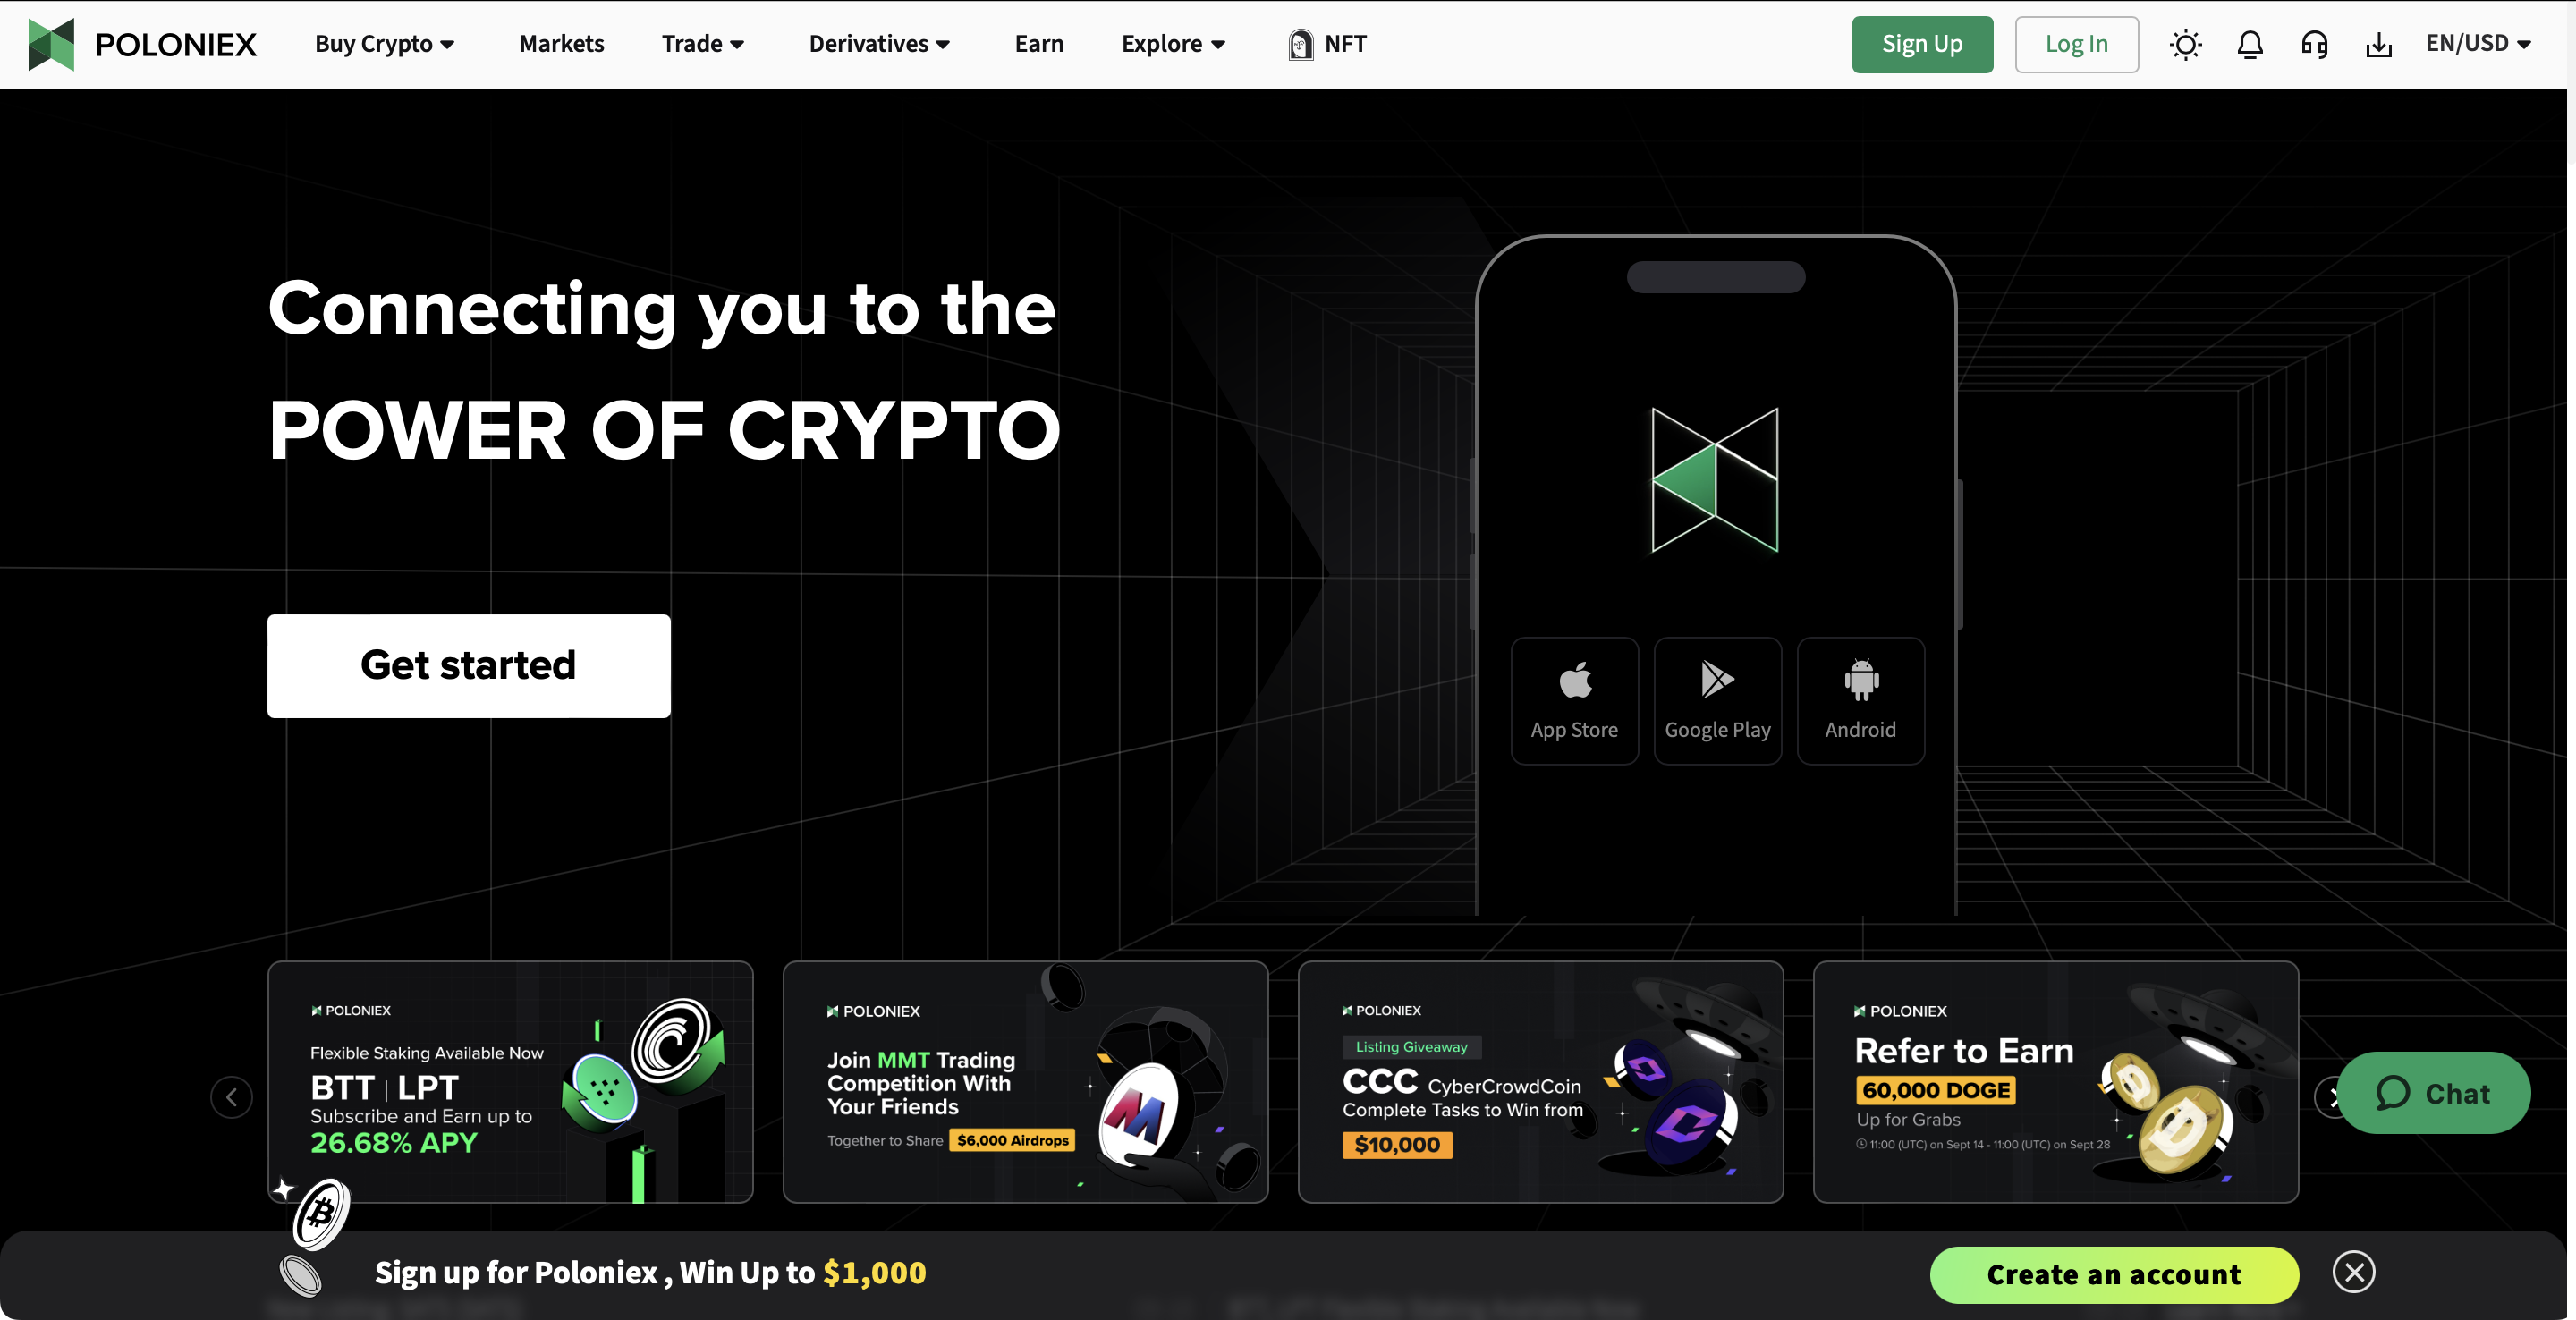 POLONIEX
Buy Crypto
Markets
Trade
Derivatives
Earn
Explore
NFT
Sign Up
Log In
EN/USD
Connecting you to the
POWER OF CRYPTO
Get started
App Store
Google Play
Android
POLONIEX
Flexible Staking Available Now
BTT | LPT
Subscribe and Earn up to
26.68% APY
POLONIEX
Join MMT Trading
Competition With
Your Friends
Together to Share $6,000 Airdrops
POLONIEX
Listing Giveaway
CCC CyberCrowdCoin
Complete Tasks to Win from
$10,000
POLONIEX
Refer to Earn
60,000 DOGE
Up for Grabs
11:00 (UTC) on Sept 14 - 11:00 (UTC) on Sept 28
Chat
Sign up for Poloniex , Win Up to $1,000
Create an account